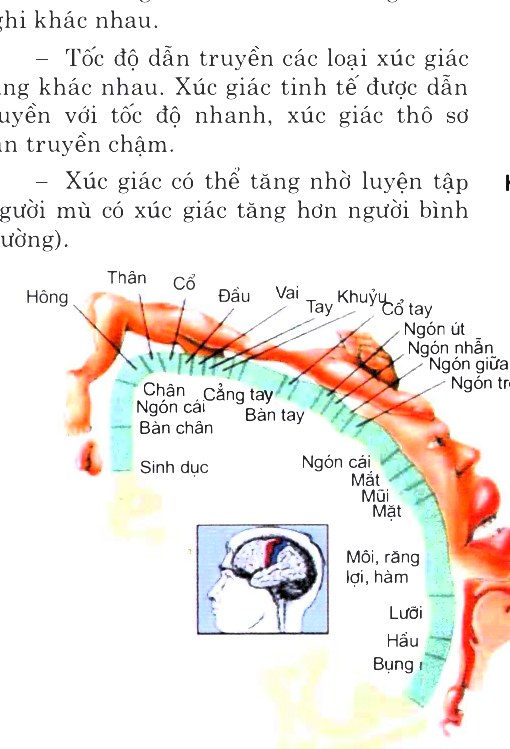 ghi khác nhau.
– Tốc độ dẫn truyền các loại xúc giác
ng khác nhau. Xúc giác tinh tế được dẫn
uyền với tốc độ nhanh, xúc giác thô sơ
n truyền chậm.
– Xúc giác có thể tăng nhờ luyện tập
gười mù có xúc giác tăng hơn người bình
ường).
Hông
Thân
Cổ
Đầu
Vai
Tay
Khuỷu
Cổ tay
Ngón út
Ngón nhẫn
Ngón giữa
Ngón tr
Chân
Ngón cái
Bàn chân
Sinh dục
Cẳng tay
Bàn tay
Ngón cái
Mắt
Mũi
Mặt
Môi, răng
lợi, hàm
Lưỡi
Hầu
Bụng